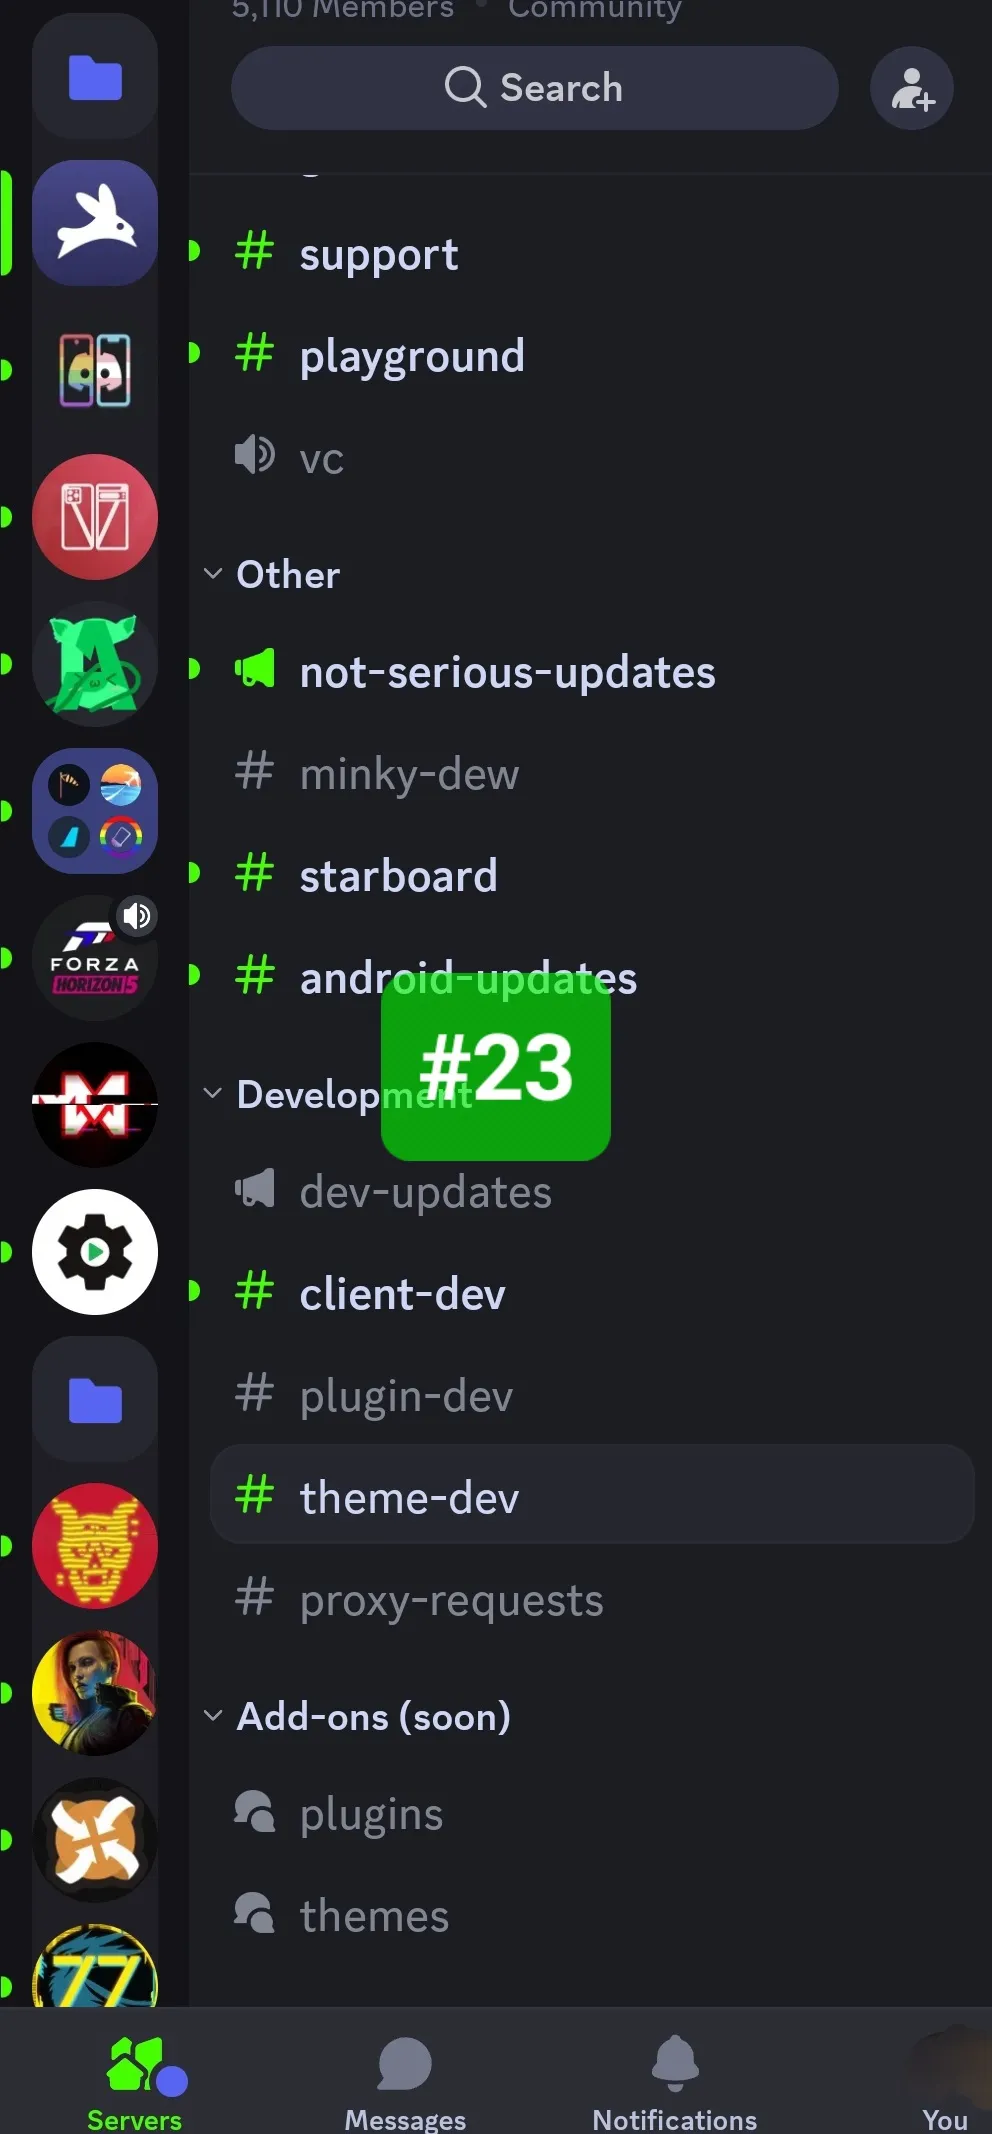 5,110 Members • Community
Search
support
playground
vc
Other
not-serious-updates
minky-dew
starboard
android-updates
#23
Development
dev-updates
client-dev
plugin-dev
theme-dev
proxy-requests
Add-ons (soon)
plugins
themes
FORZA
HORIZON 5
77
Servers
Messages
Notifications
You